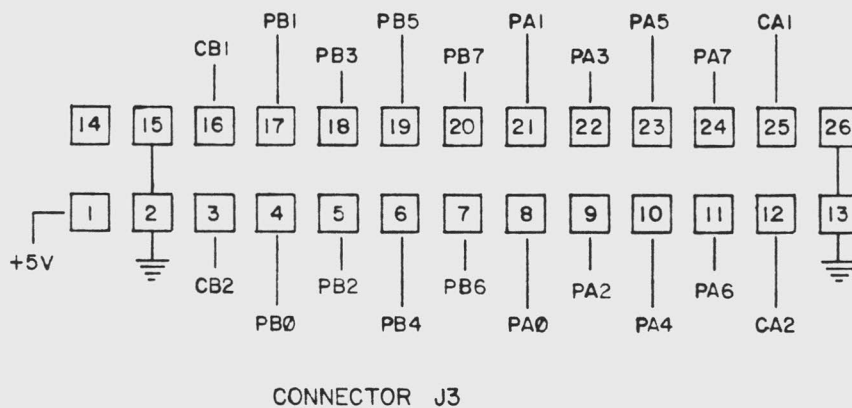 PB1 PB5 PA1 PA5 CA1
CB1 PB3 PB7 PA3 PA7
14 15 16 17 18 19 20 21 22 23 24 25 26
1 2 3 4 5 6 7 8 9 10 11 12 13
+5V
CB2 PB2 PB6 PA2 PA6
PBØ PB4 PAØ PA4 CA2
CONNECTOR J3